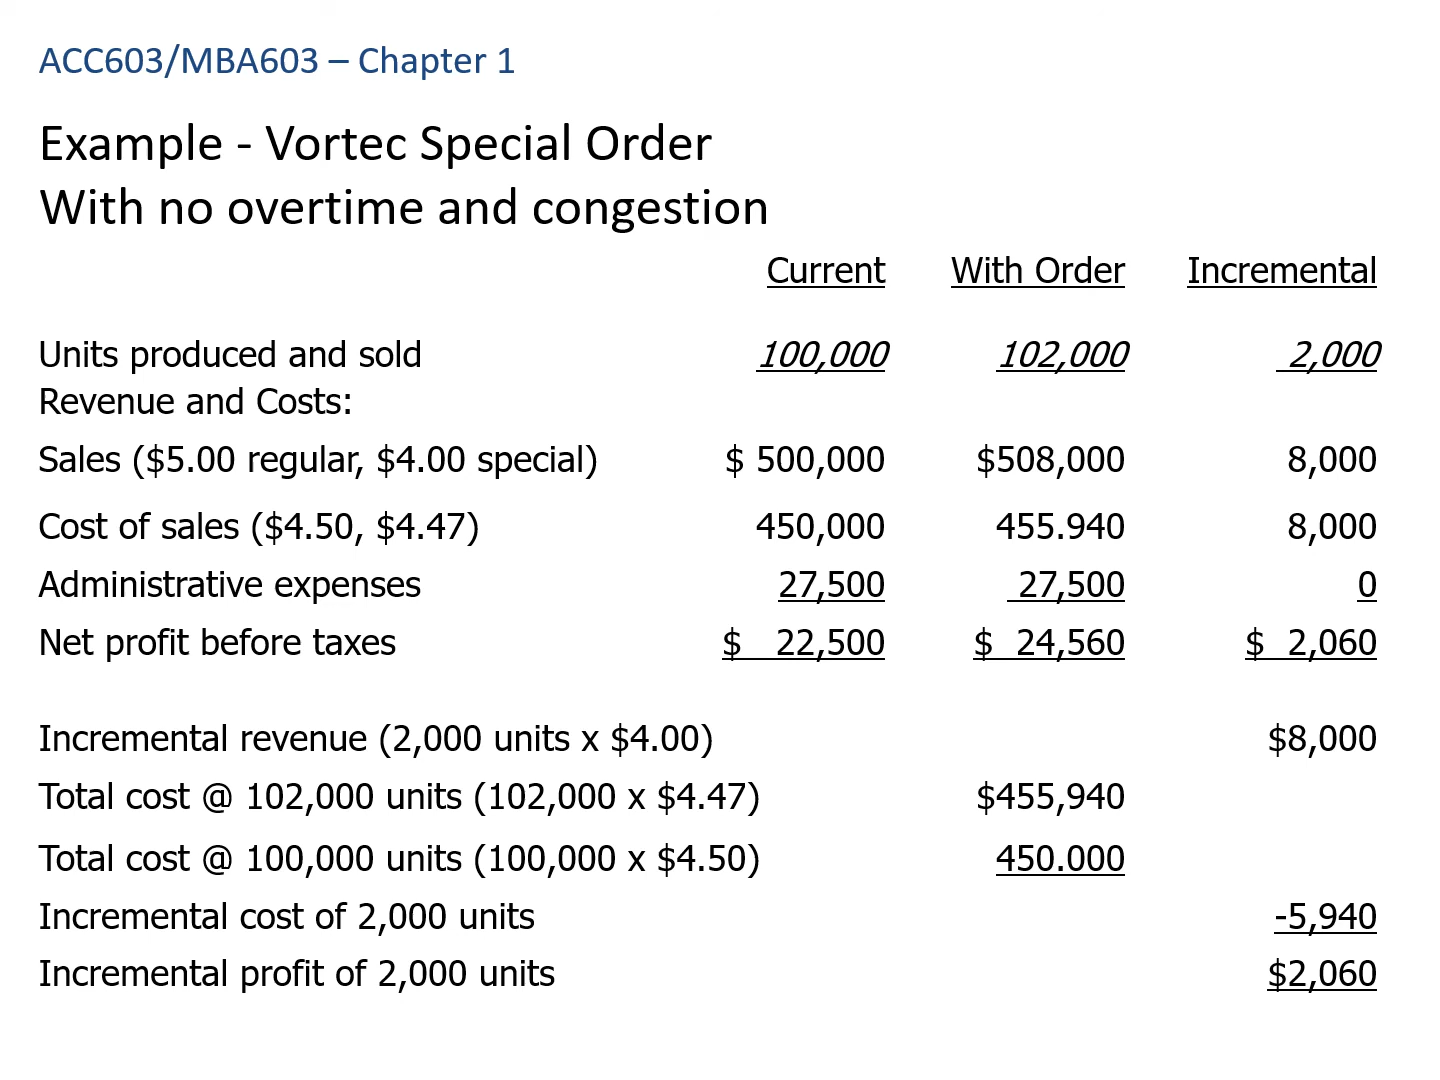 ACC603/MBA603 – Chapter 1
Example - Vortec Special Order
With no overtime and congestion
Current With Order Incremental
Units produced and sold 100,000 102,000 2,000
Revenue and Costs:
Sales ($5.00 regular, $4.00 special) $ 500,000 $508,000 8,000
Cost of sales ($4.50, $4.47) 450,000 455.940 8,000
Administrative expenses 27,500 27,500 0
Net profit before taxes $ 22,500 $ 24,560 $ 2,060
Incremental revenue (2,000 units x $4.00) $8,000
Total cost @ 102,000 units (102,000 x $4.47) $455,940
Total cost @ 100,000 units (100,000 x $4.50) 450.000
Incremental cost of 2,000 units -5,940
Incremental profit of 2,000 units $2,060